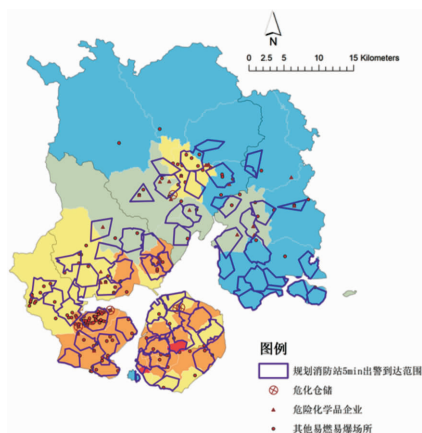 N
0 2.5 5 10 15 Kilometers
图例
规划消防站5min出警到达范围
危化仓储
危险化学品企业
其他易燃易爆场所